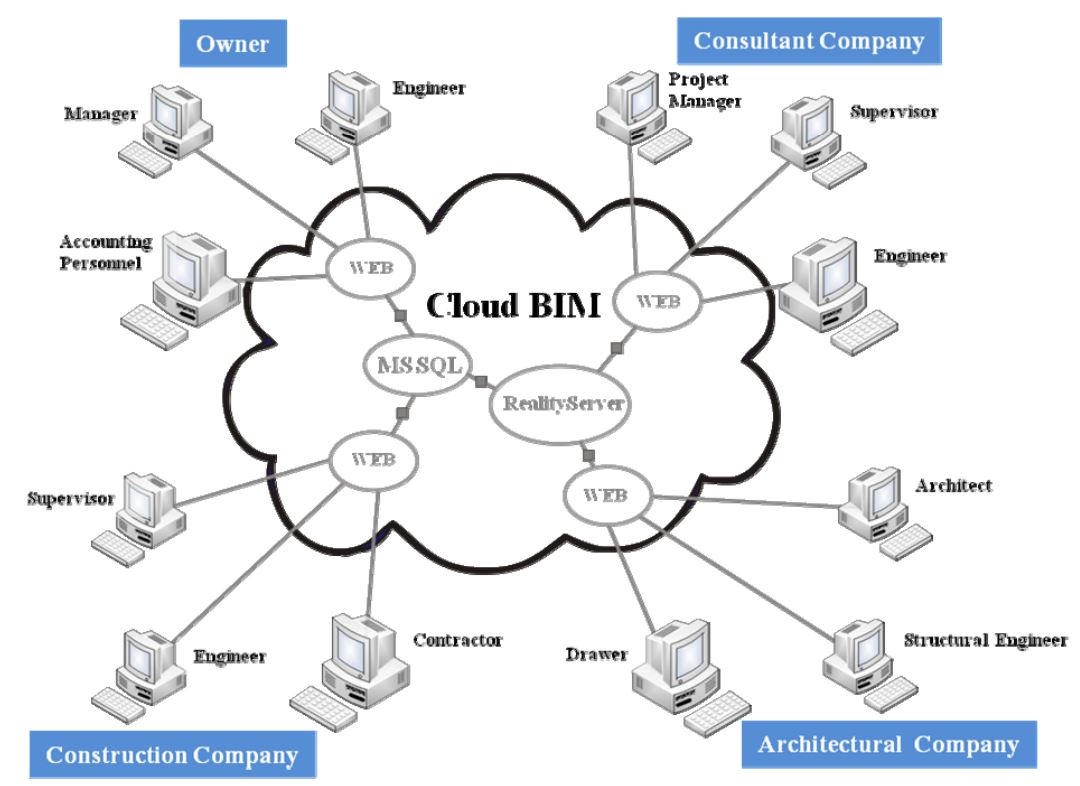 Owner
Consultant Company
Manager
Engineer
Project
Manager
Supervisor
Accounting
Personnel
WEB
Engineer
WEB
Cloud BIM
MSSQL
RealityServer
WEB
WEB
Supervisor
Architect
Engineer
Contractor
Drawer
Structural Engineer
Construction Company
Architectural Company